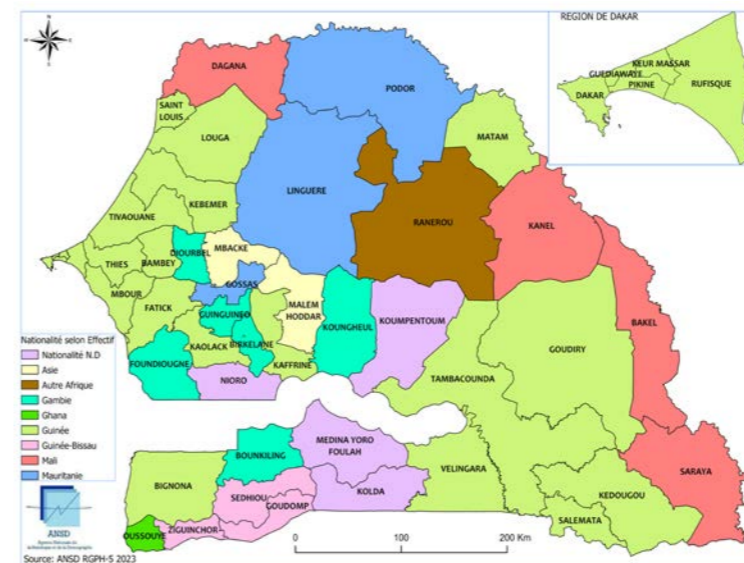 REGION DE DAKAR
DAGANA
PODOR
GUEDIAWAYE
KEUR MASSAR
DAKAR
PIKINE
RUFISQUE
SAINT
LOUIS
LOUGA
MATAM
LINGUERE
KEBEMER
TIVAOUANE
RANEROU
KANEL
DIOURBEL
MBACKE
THIES
BAMBEY
GOSSAS
MBOUR
FATICK
GUINGUINEO
MALEM
HODDAR
KOUNGHEUL
KOUMPENTOUM
BAKEL
GOUDIRY
KAOLACK
BIRKELANE
KAFFRINE
FOUNDIOUGNE
NIORO
TAMBACOUNDA
Nationalité selon Effectif
Nationalité N.D
Asie
Autre Afrique
Gambie
Ghana
Guinée
Guinée-Bissau
Mali
Mauritanie
MEDINA YORO
FOULAH
BOUNKILING
VELINGARA
BIGNONA
SEDHIOU
KOLDA
GOUDOMP
SARAYA
KEDOUGOU
SALEMATA
OUSSOUYE
ZIGUINCHOR
ANSD
0 100 200 Km
Source: ANSD RGPH-5 2023